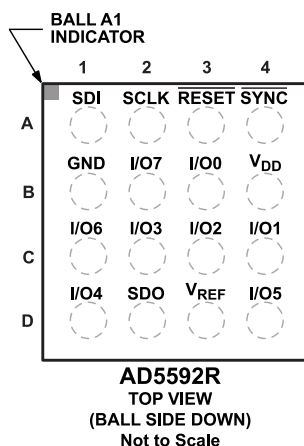 BALL A1
INDICATOR
1 2 3 4
SDI SCLK RESET SYNC
A
GND I/O7 I/O0 VDD
B
I/O6 I/O3 I/O2 I/O1
C
I/O4 SDO VREF I/O5
D
AD5592R
TOP VIEW
(BALL SIDE DOWN)
Not to Scale